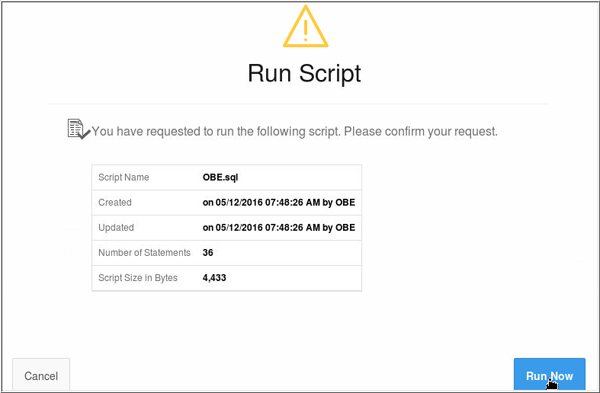 Run Script
You have requested to run the following script. Please confirm your request.
Script Name OBE.sql
Created on 05/12/2016 07:48:26 AM by OBE
Updated on 05/12/2016 07:48:26 AM by OBE
Number of Statements 36
Script Size in Bytes 4,433
Cancel Run Now